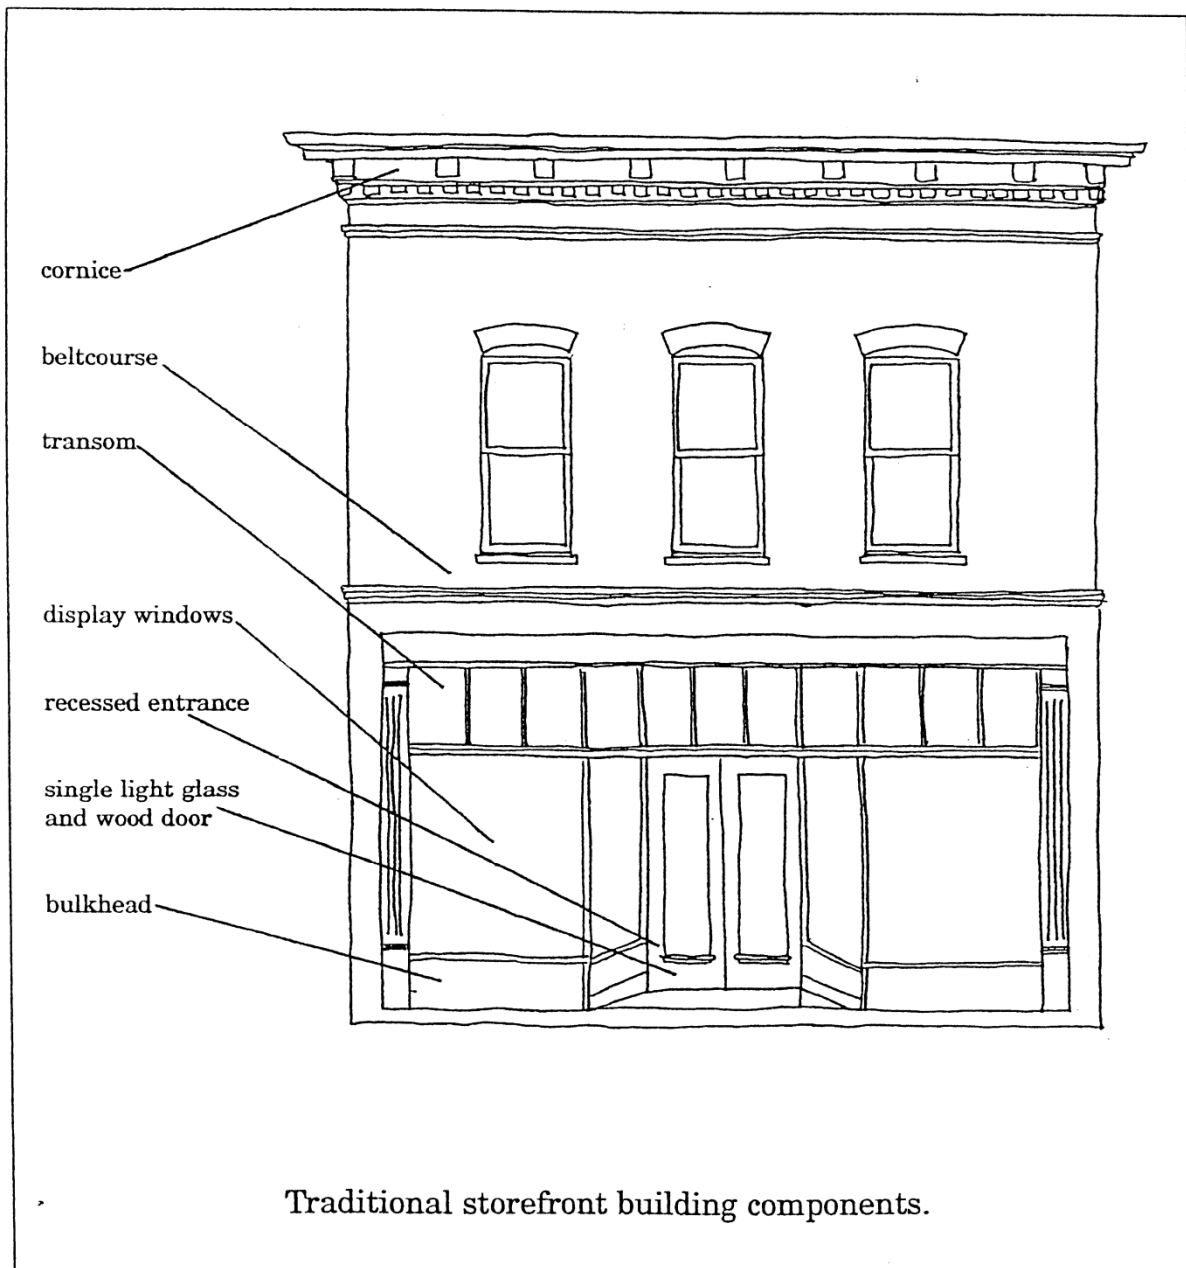 cornice
beltcourse
transom
display windows
recessed entrance
single light glass
and wood door
bulkhead
Traditional storefront building components.